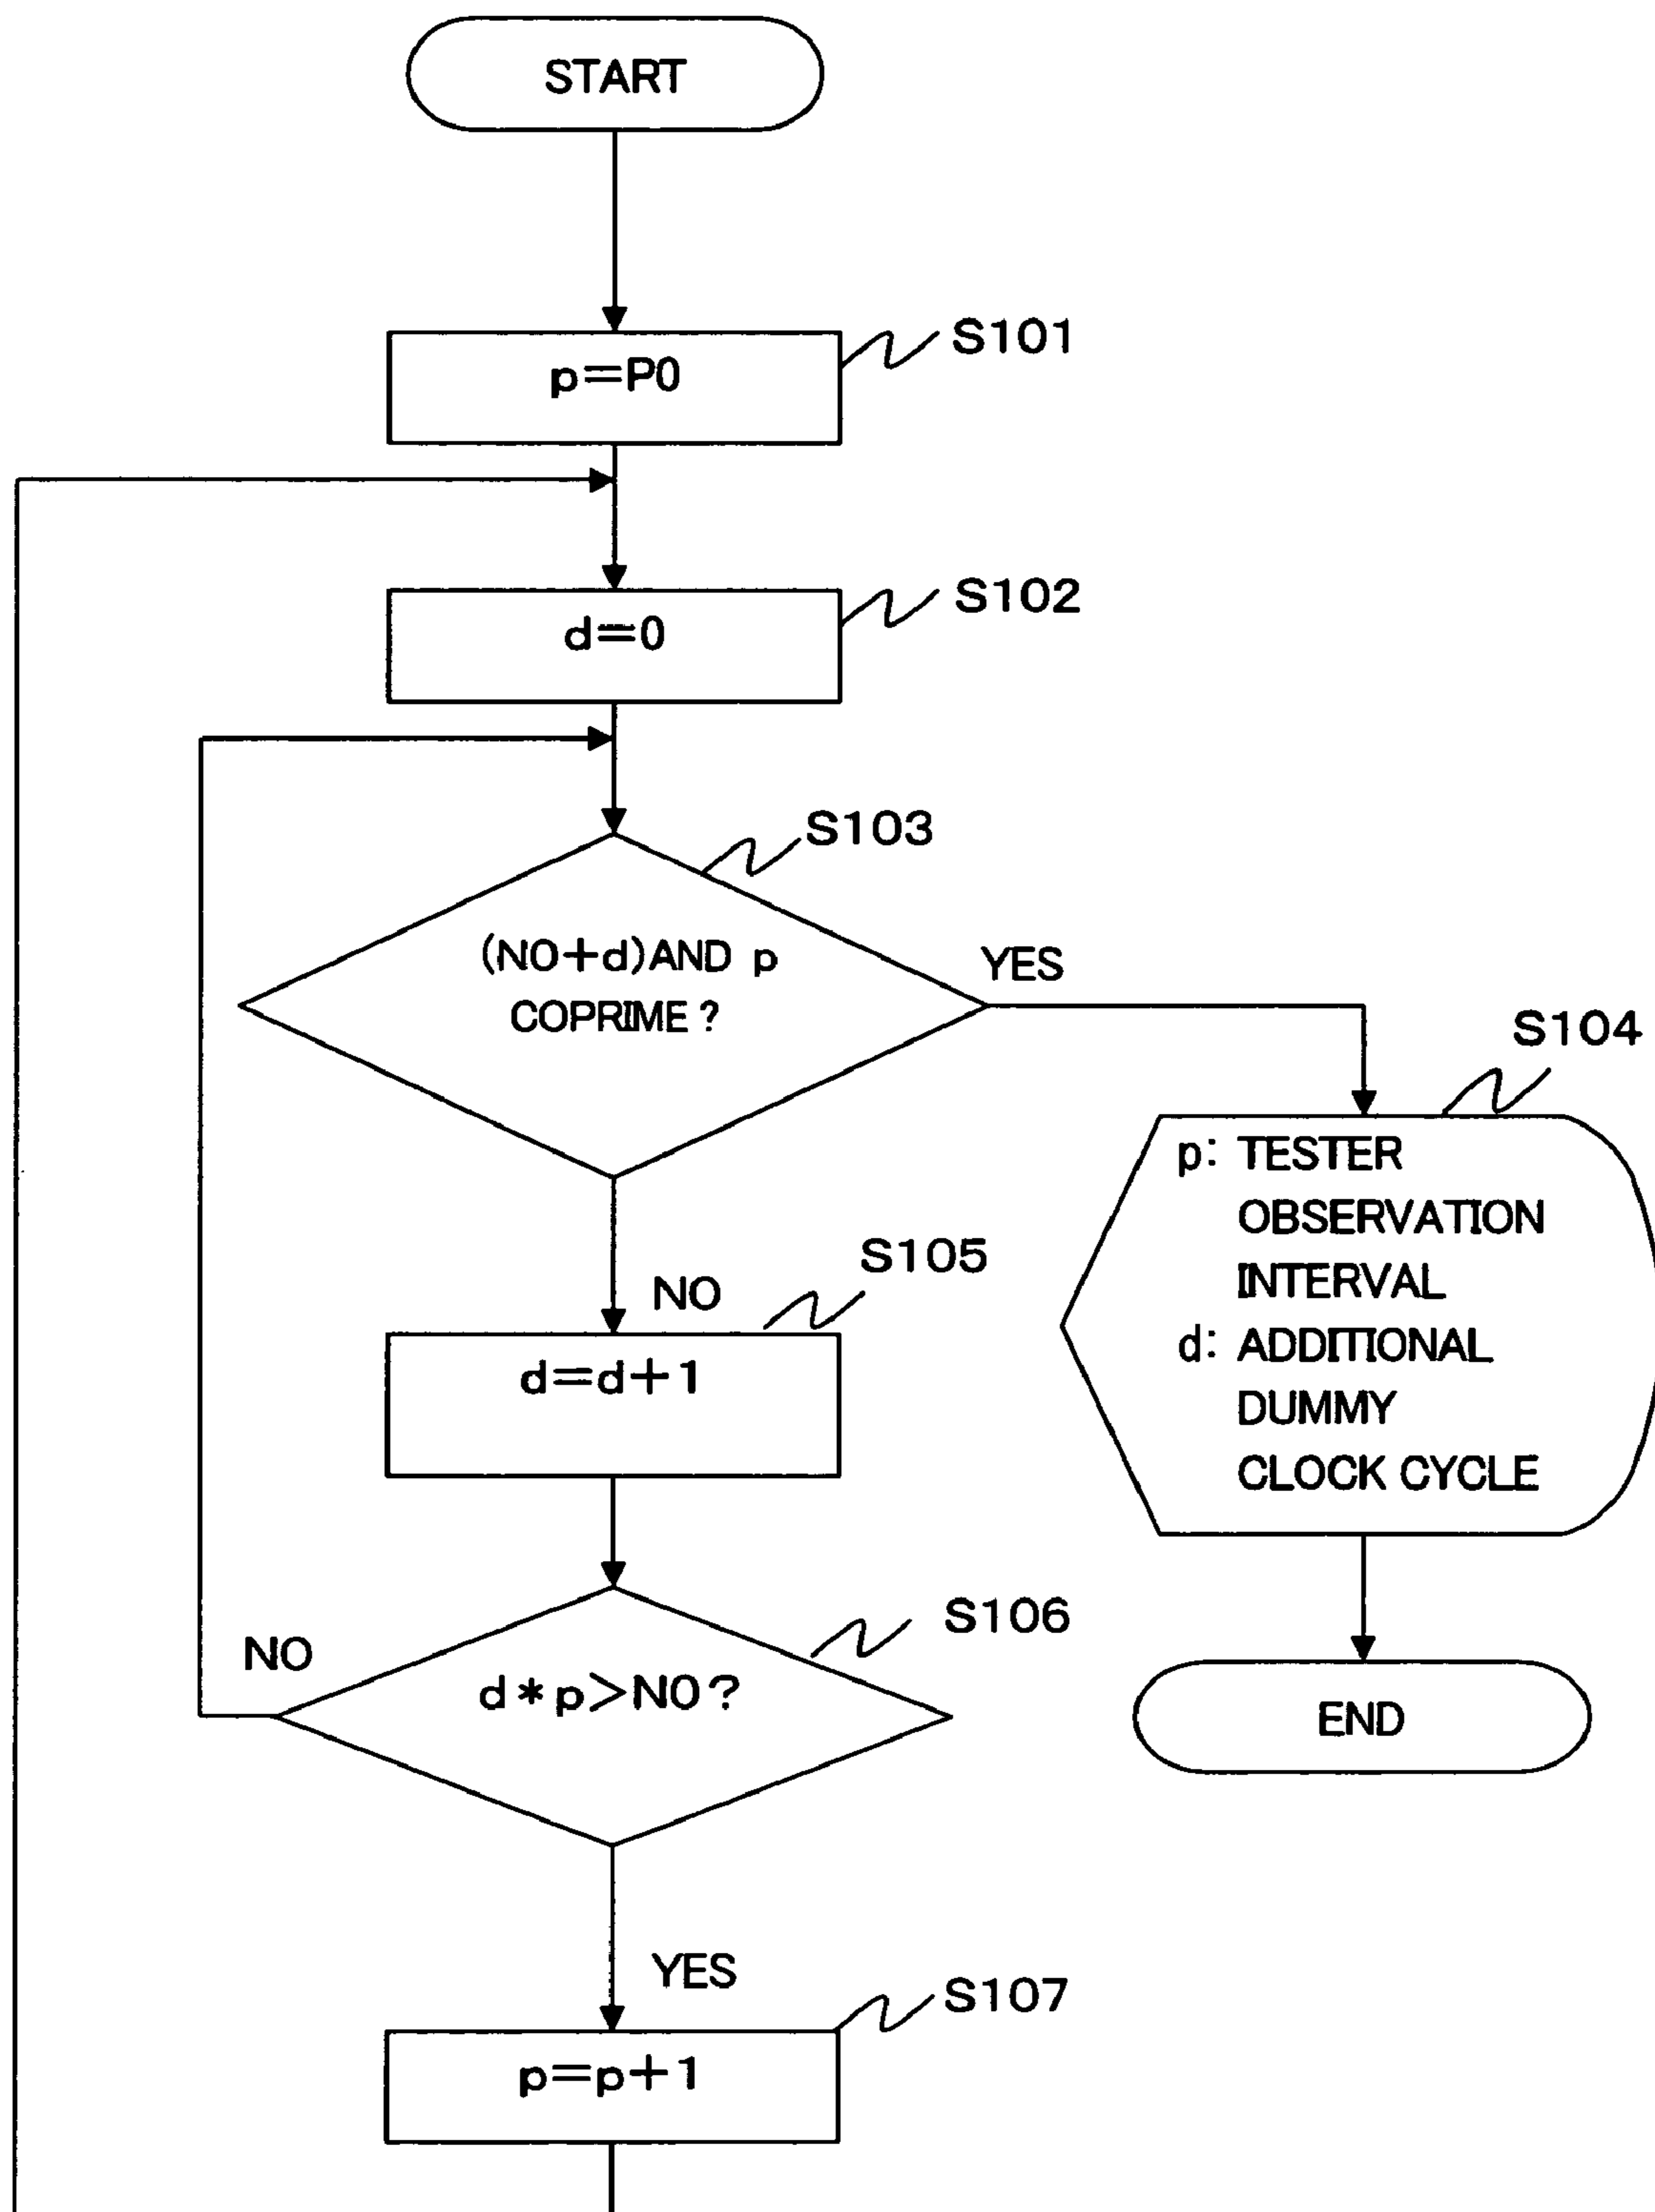 START
S101
p=P0
S102
d=0
S103
(N0+d)AND p
COPRIME?
YES
S104
p: TESTER
OBSERVATION
INTERVAL
d: ADDITIONAL
DUMMY
CLOCK CYCLE
S105
NO
d=d+1
S106
NO
d*p>N0?
END
YES
S107
p=p+1